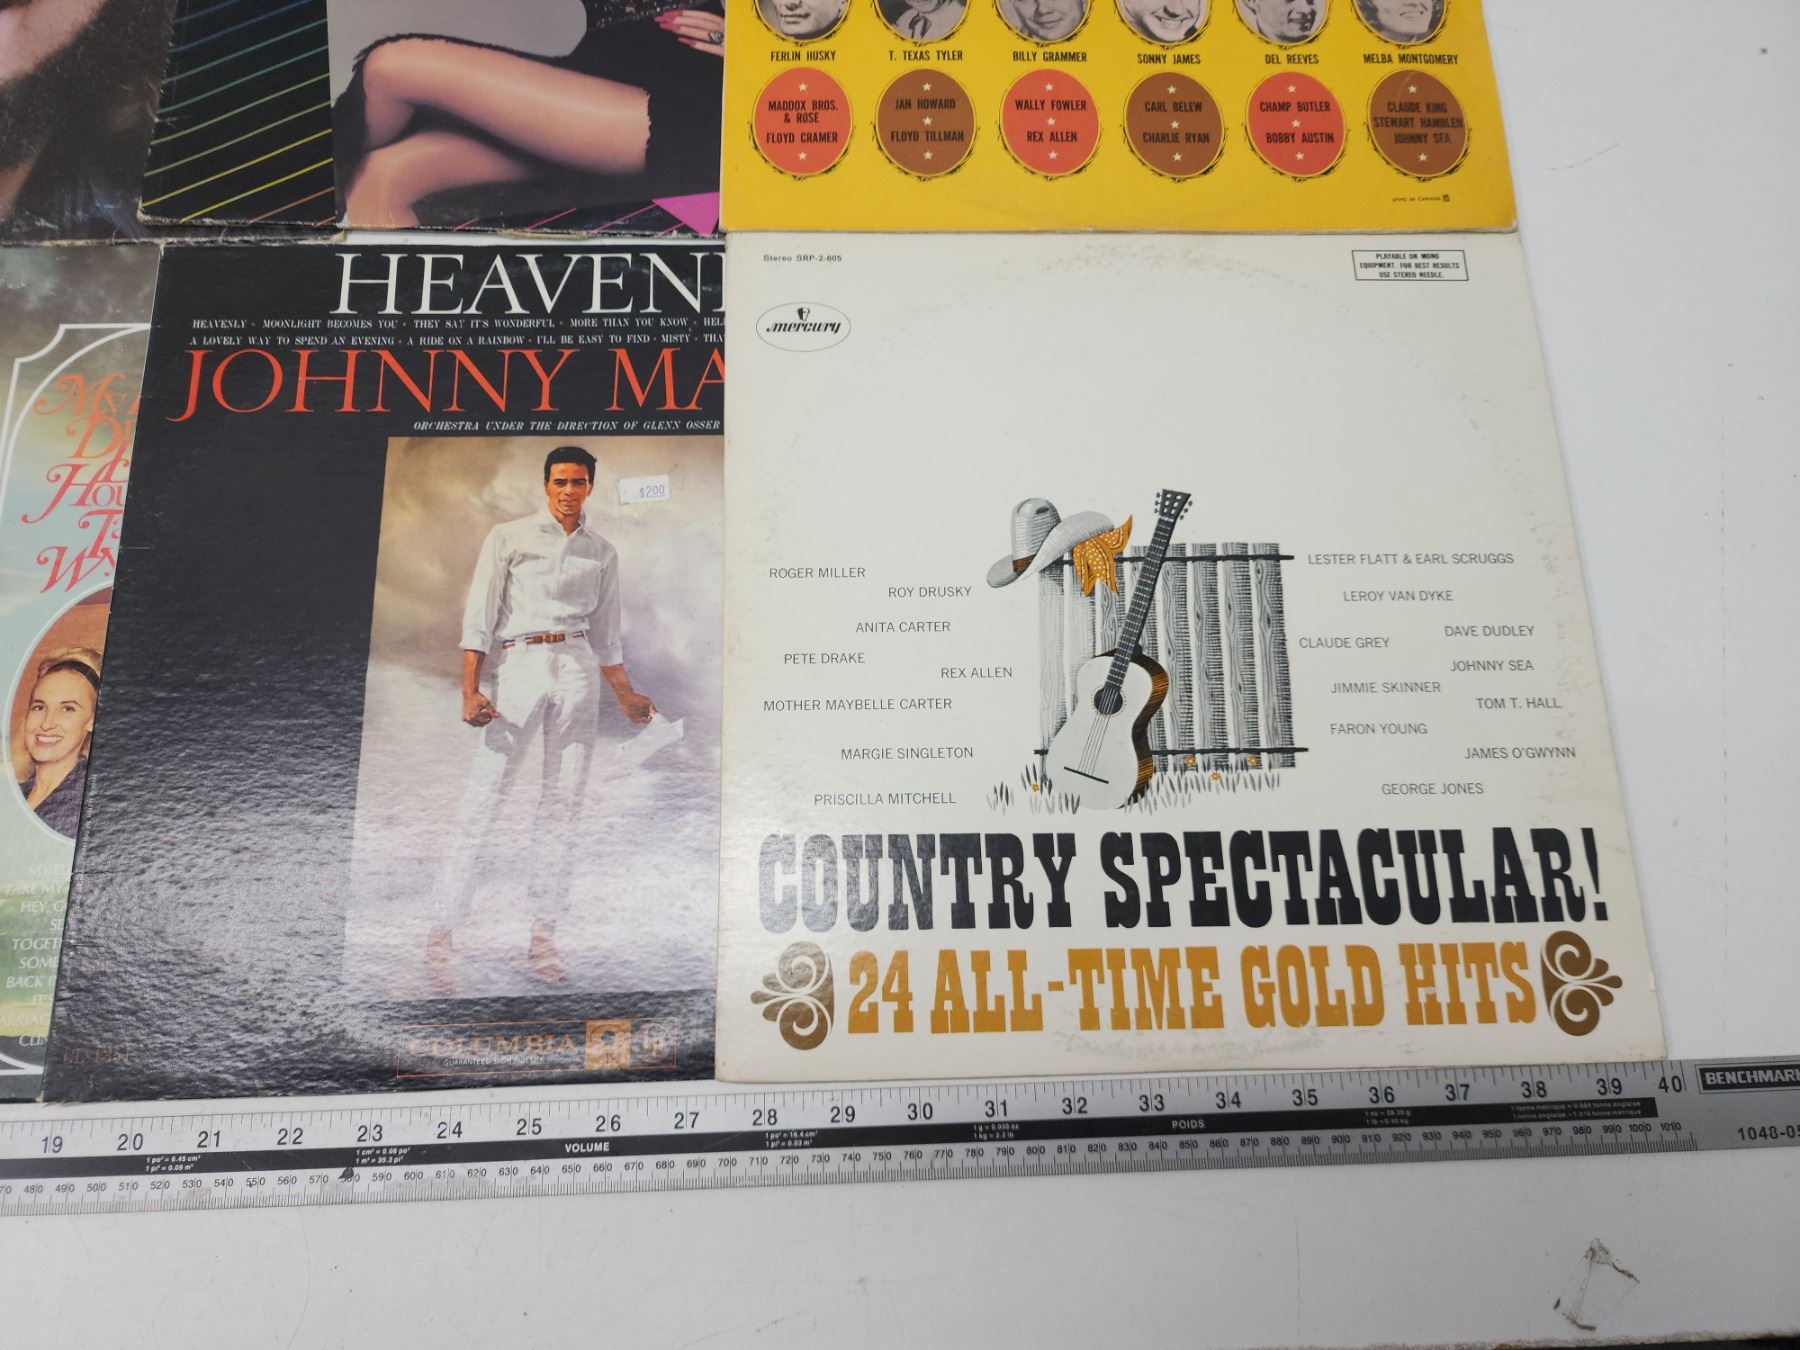 FERLIN HUSKY
T. TEXAS TYLER
BILLY GRAMMER
SONNY JAMES
DEL REEVES
MELBA MONTGOMERY
MADDOX BROS.
& ROSE
FLOYD CRAMER
JAN HOWARD
FLOYD TILLMAN
WALLY FOWLER
REX ALLEN
CARL BELEW
CHARLIE RYAN
CHAMP BUTLER
BOBBY AUSTIN
CLAUDE KING
STEWART HAMBLEN
JOHNNY SEA
HEAVEN
HEAVENLY • MOONLIGHT BECOMES YOU • THEY SAY IT'S WONDERFUL • MORE THAN YOU KNOW • HEL
A LOVELY WAY TO SPEND AN EVENING • A RIDE ON A RAINBOW • I'LL BE EASY TO FIND • MISTY • THA
JOHNNY MA
ORCHESTRA UNDER THE DIRECTION OF GLENN OSSER
$200
COLUMBIA
GUARANTEED HIGH FIDELITY
Stereo SRP-2-605
PLAYABLE ON MONO
EQUIPMENT. FOR BEST RESULTS
USE STEREO NEEDLE.
mercury
ROGER MILLER
ROY DRUSKY
ANITA CARTER
PETE DRAKE
REX ALLEN
MOTHER MAYBELLE CARTER
MARGIE SINGLETON
PRISCILLA MITCHELL
LESTER FLATT & EARL SCRUGGS
LEROY VAN DYKE
DAVE DUDLEY
CLAUDE GREY
JOHNNY SEA
JIMMIE SKINNER
TOM T. HALL
FARON YOUNG
JAMES O'GWYNN
GEORGE JONES
COUNTRY SPECTACULAR!
24 ALL-TIME GOLD HITS
19 20 21 22 23 24 25 26 27 28 29 30 31 32 33 34 35 36 37 38 39 40
BENCHMARK
VOLUME
POIDS